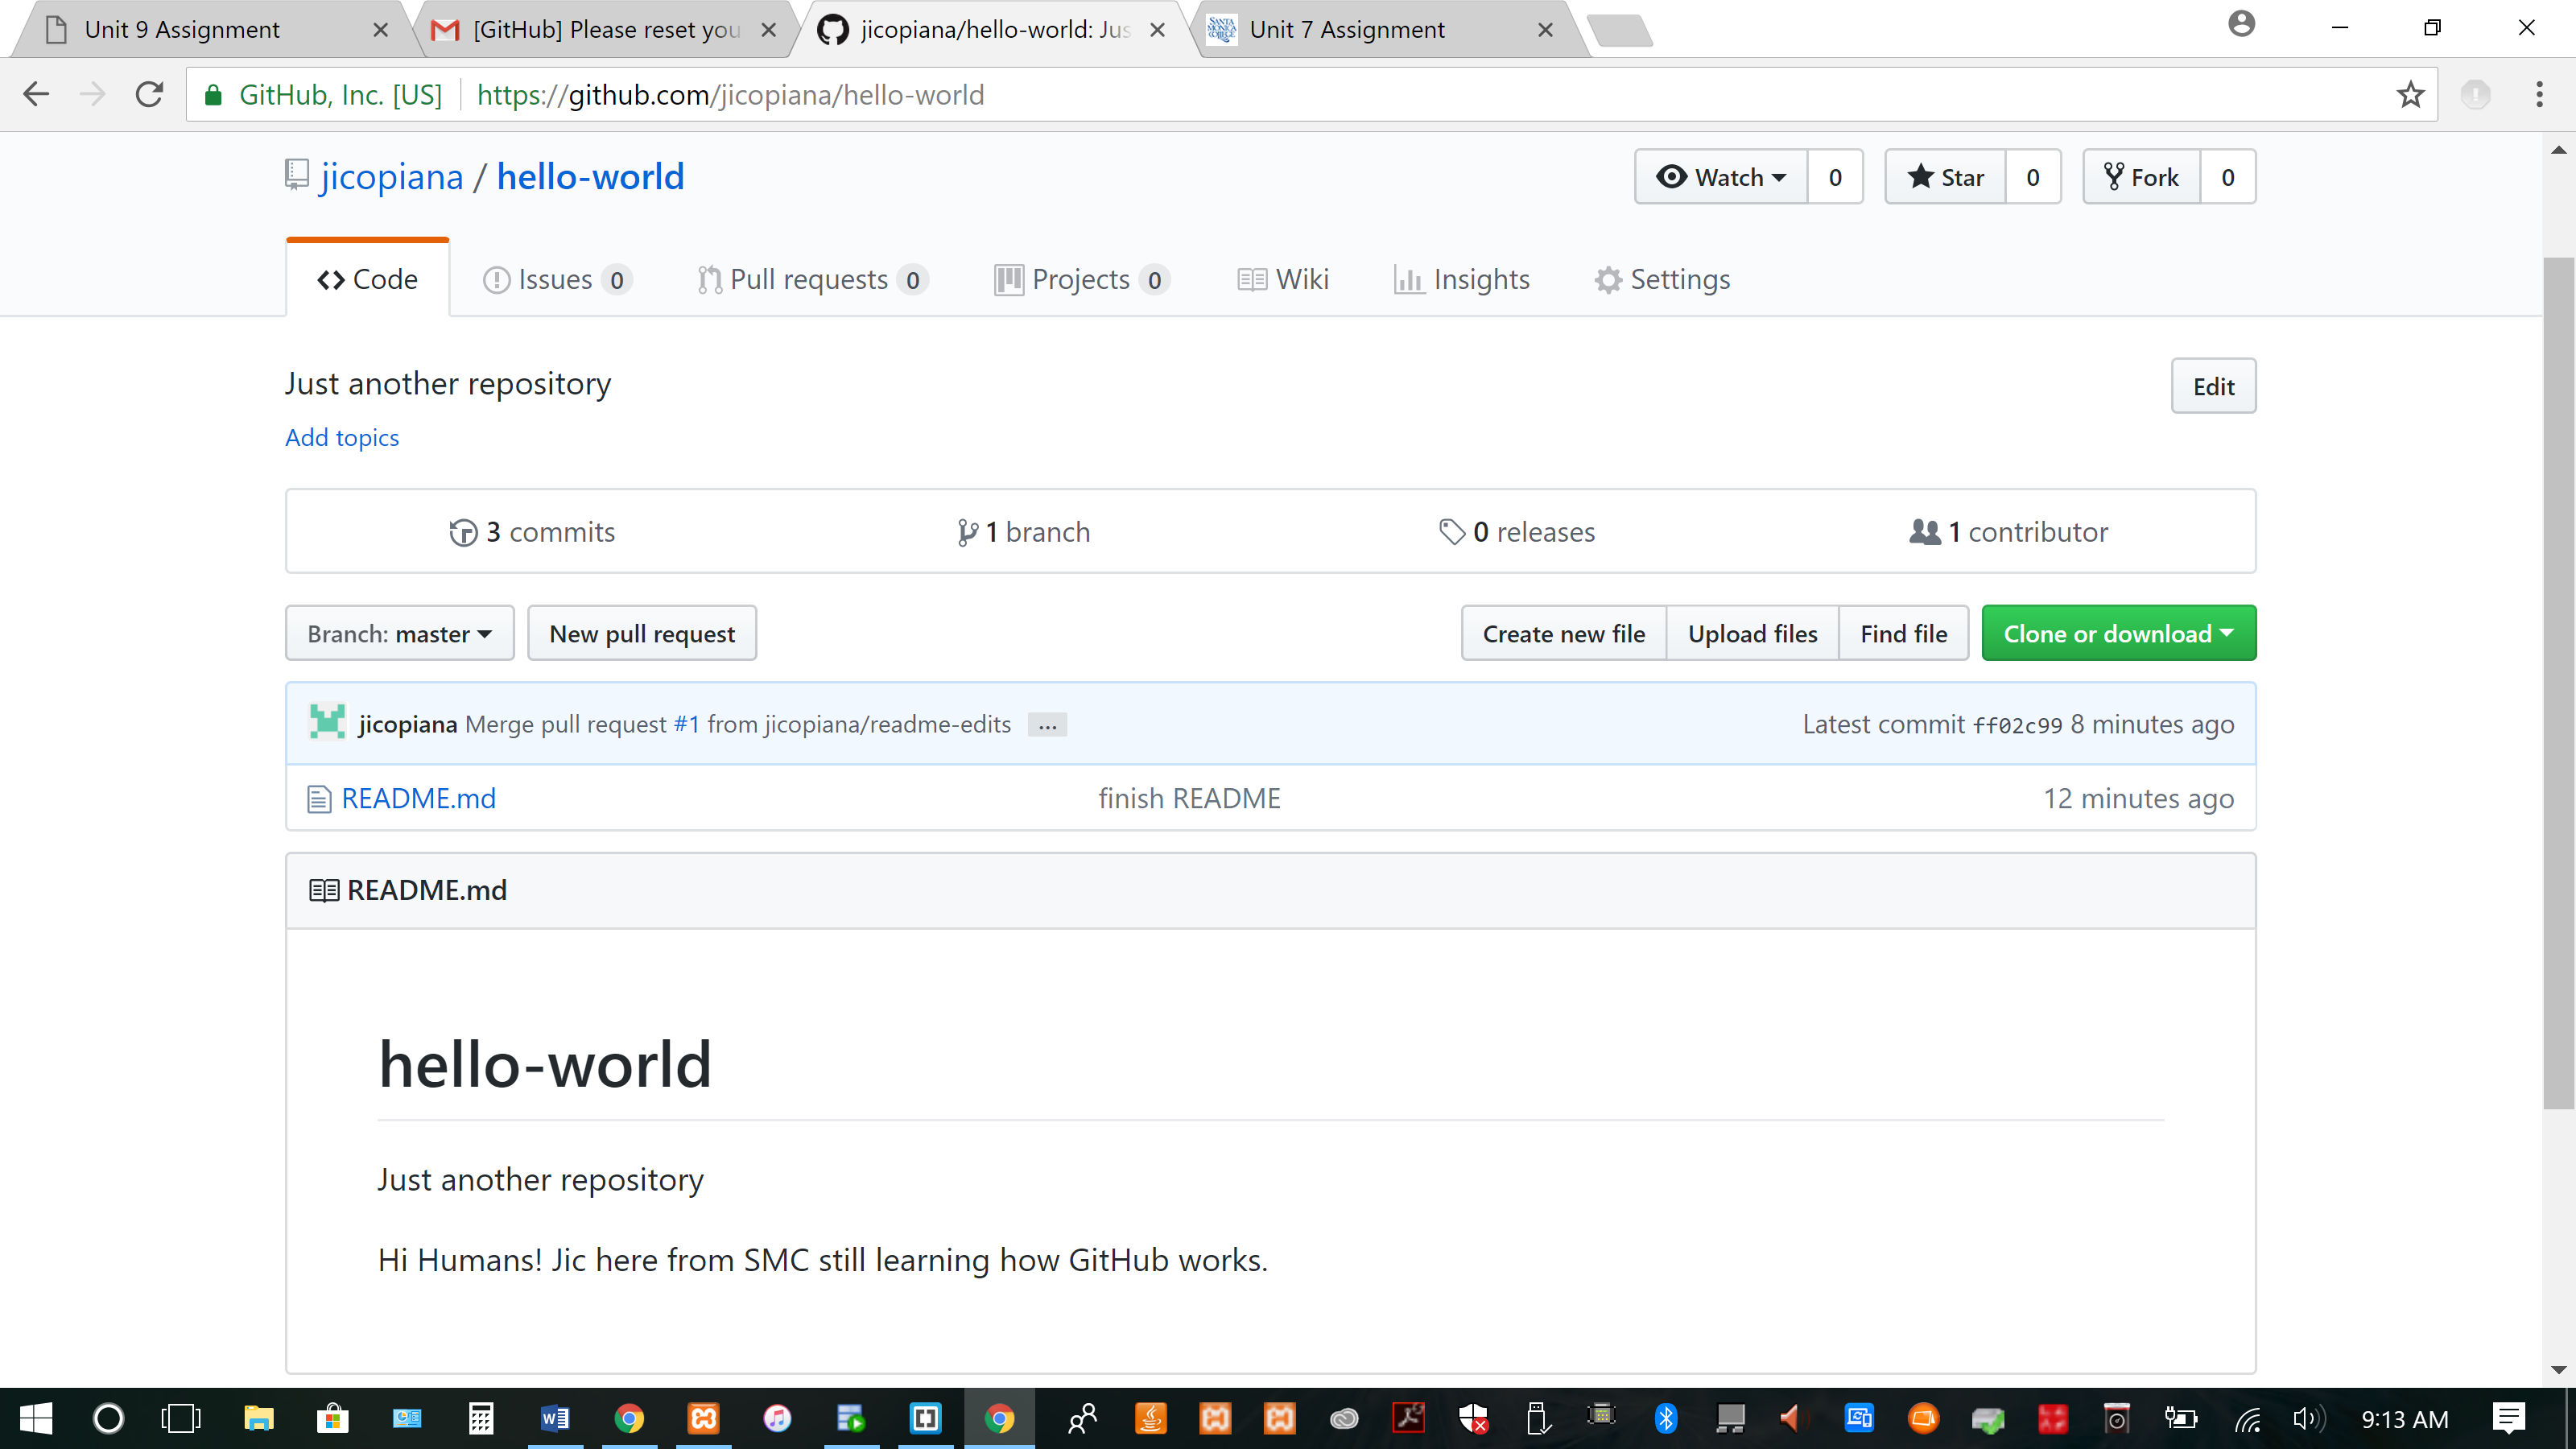 Unit 9 Assignment
[GitHub] Please reset you
jicopiana/hello-world: Jus
Unit 7 Assignment
GitHub, Inc. [US] https://github.com/jicopiana/hello-world
jicopiana / hello-world
Watch 0 Star 0 Fork 0
Code Issues 0 Pull requests 0 Projects 0 Wiki Insights Settings
Just another repository Edit
Add topics
3 commits 1 branch 0 releases 1 contributor
Branch: master New pull request Create new file Upload files Find file Clone or download
jicopiana Merge pull request #1 from jicopiana/readme-edits ... Latest commit ff02c99 8 minutes ago
README.md finish README 12 minutes ago
README.md
hello-world
Just another repository
Hi Humans! Jic here from SMC still learning how GitHub works.
9:13 AM